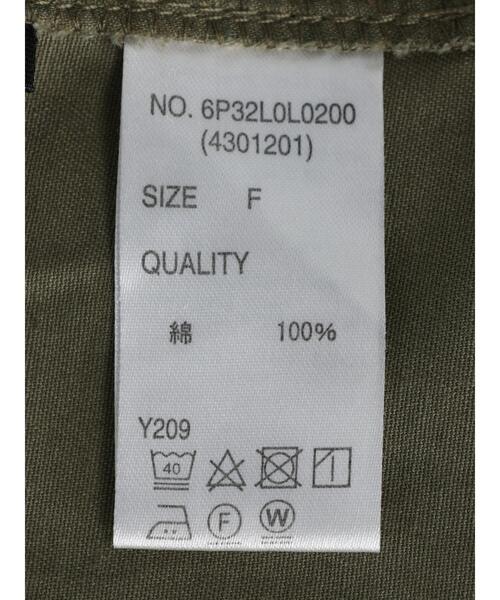 NO. 6P32L0L0200
(4301201)
SIZE F
QUALITY
綿 100%
Y209
40
F W